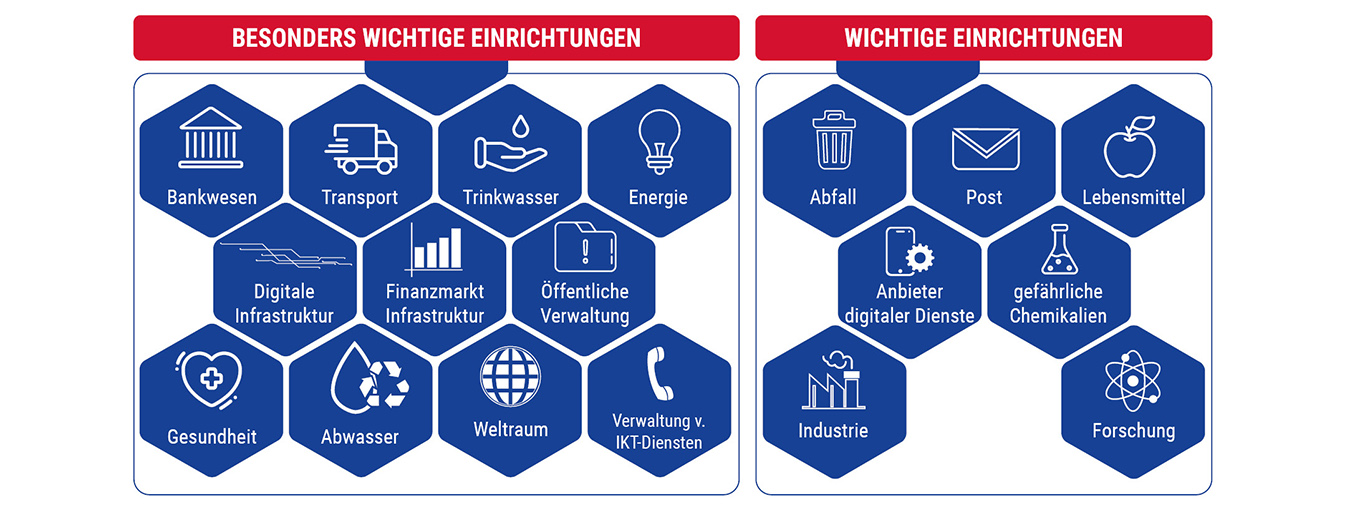 BESONDERS WICHTIGE EINRICHTUNGEN
Bankwesen
Transport
Trinkwasser
Energie
Digitale
Infrastruktur
Finanzmarkt
Infrastruktur
Öffentliche
Verwaltung
Gesundheit
Abwasser
Weltraum
Verwaltung v.
IKT-Diensten
WICHTIGE EINRICHTUNGEN
Abfall
Post
Lebensmittel
Anbieter
digitaler Dienste
gefährliche
Chemikalien
Industrie
Forschung